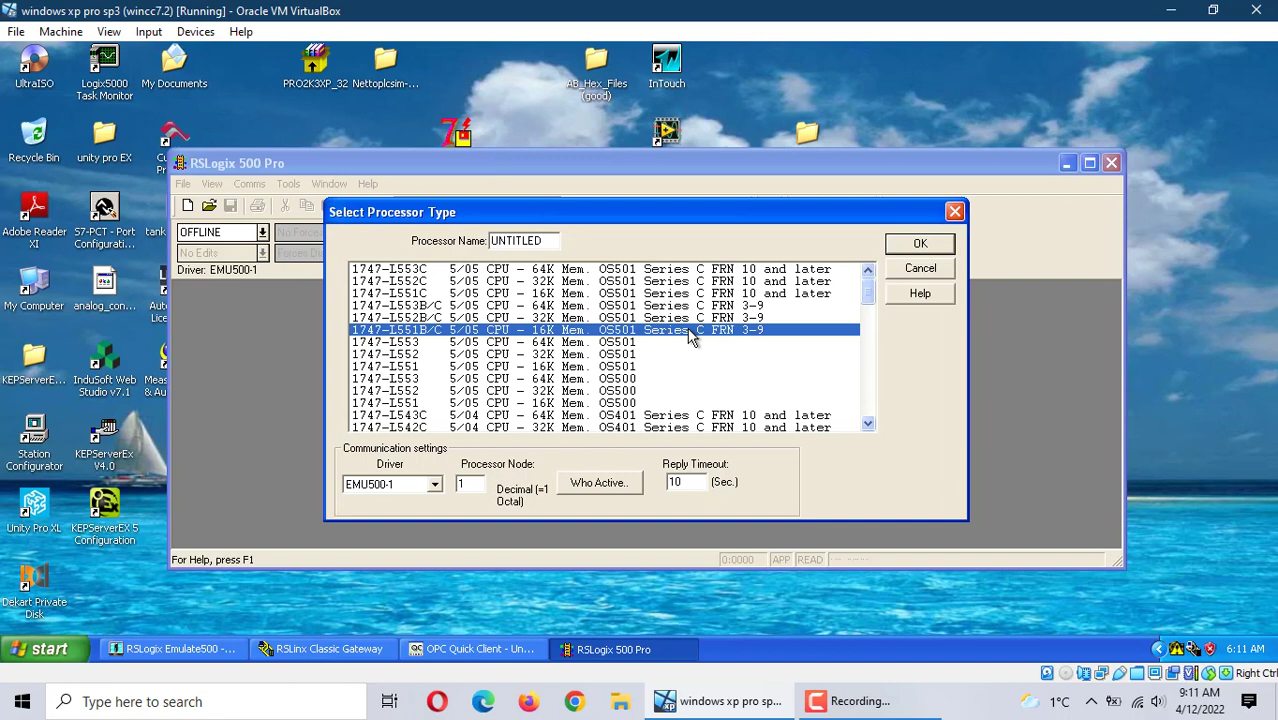 windows xp pro sp3 (wincc7.2) [Running] - Oracle VM VirtualBox
File Machine View Input Devices Help
UltraISO
Logix5000 Task Monitor
My Documents
PRO2K3XP_32
Nettoplcsim-...
AB_Hex_Files (good)
InTouch
Recycle Bin
unity pro EX
RSLogix 500 Pro
File View Comms Tools Window Help
Select Processor Type
Processor Name: UNTITLED
OK
Cancel
Help
Adobe Reader XI
S7-PCT - Port Configurati...
tank
OFFLINE
No Edits
Driver: EMU500-1
1747-L553C 5/05 CPU - 64K Mem. OS501 Series C FRN 10 and later
1747-L552C 5/05 CPU - 32K Mem. OS501 Series C FRN 10 and later
1747-L551C 5/05 CPU - 16K Mem. OS501 Series C FRN 10 and later
1747-L553B/C 5/05 CPU - 64K Mem. OS501 Series C FRN 3-9
1747-L552B/C 5/05 CPU - 32K Mem. OS501 Series C FRN 3-9
1747-L551B/C 5/05 CPU - 16K Mem. OS501 Series C FRN 3-9
1747-L553 5/05 CPU - 64K Mem. OS501
1747-L552 5/05 CPU - 32K Mem. OS501
1747-L551 5/05 CPU - 16K Mem. OS501
1747-L553 5/05 CPU - 64K Mem. OS500
1747-L552 5/05 CPU - 32K Mem. OS500
1747-L551 5/05 CPU - 16K Mem. OS500
1747-L543C 5/04 CPU - 64K Mem. OS401 Series C FRN 10 and later
1747-L542C 5/04 CPU - 32K Mem. OS401 Series C FRN 10 and later
My Computer
analog_con...
KEPServerE...
InduSoft Web Studio v7.1
Station Configurator
KEPServerEx V4.0
Communication settings
Driver
Processor Node:
Reply Timeout:
EMU500-1
1
Who Active..
10
(Sec.)
Decimal (=1
Octal)
Unity Pro XL
KEPServerEX 5 Configuration
For Help, press F1
0:0000 APP READ
Dekart Private Disk
start
RSLogix Emulate500 -...
RSLinx Classic Gateway
OPC Quick Client - Un...
RSLogix 500 Pro
6:11 AM
Right Ctrl
Type here to search
windows xp pro sp...
Recording...
1°C
9:11 AM
4/12/2022